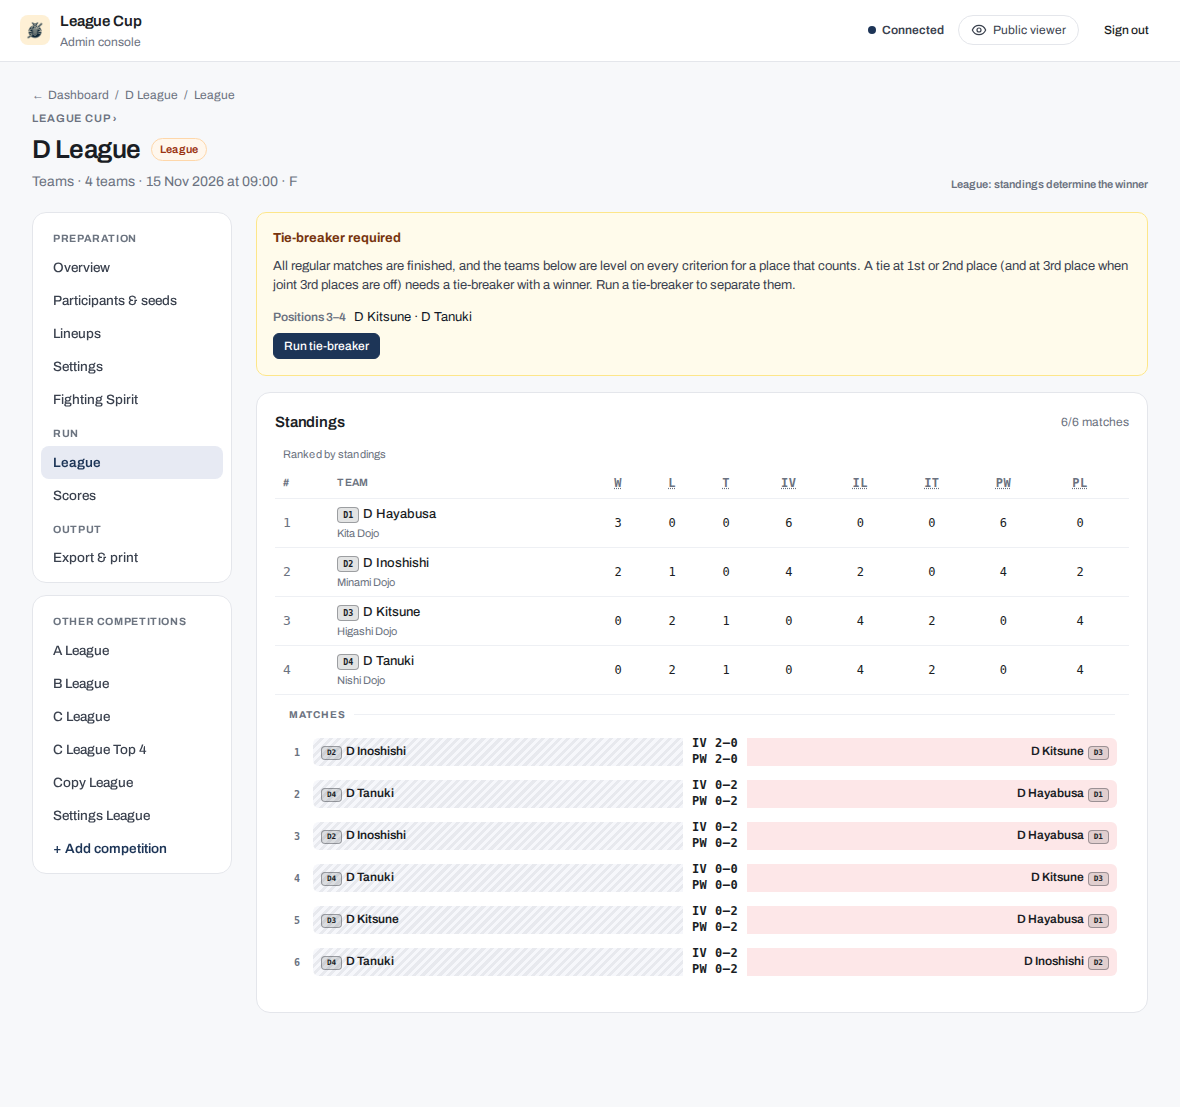 League Cup
Admin console
Connected
Public viewer
Sign out
← Dashboard / D League / League
LEAGUE CUP ›
D League
League
Teams · 4 teams · 15 Nov 2026 at 09:00 · F
League: standings determine the winner
PREPARATION
Overview
Participants & seeds
Lineups
Settings
Fighting Spirit
RUN
League
Scores
OUTPUT
Export & print
OTHER COMPETITIONS
A League
B League
C League
C League Top 4
Copy League
Settings League
+ Add competition
Tie-breaker required
All regular matches are finished, and the teams below are level on every criterion for a place that counts. A tie at 1st or 2nd place (and at 3rd place when
joint 3rd places are off) needs a tie-breaker with a winner. Run a tie-breaker to separate them.
Positions 3–4 D Kitsune · D Tanuki
Run tie-breaker
Standings
6/6 matches
Ranked by standings
# TEAM W L T IV IL IT PW PL
1 D1 D Hayabusa 3 0 0 6 0 0 6 0
Kita Dojo
2 D2 D Inoshishi 2 1 0 4 2 0 4 2
Minami Dojo
3 D3 D Kitsune 0 2 1 0 4 2 0 4
Higashi Dojo
4 D4 D Tanuki 0 2 1 0 4 2 0 4
Nishi Dojo
MATCHES
1 D2 D Inoshishi IV 2–0 PW 2–0 D Kitsune D3
2 D4 D Tanuki IV 0–2 PW 0–2 D Hayabusa D1
3 D2 D Inoshishi IV 0–2 PW 0–2 D Hayabusa D1
4 D4 D Tanuki IV 0–0 PW 0–0 D Kitsune D3
5 D3 D Kitsune IV 0–2 PW 0–2 D Hayabusa D1
6 D4 D Tanuki IV 0–2 PW 0–2 D Inoshishi D2